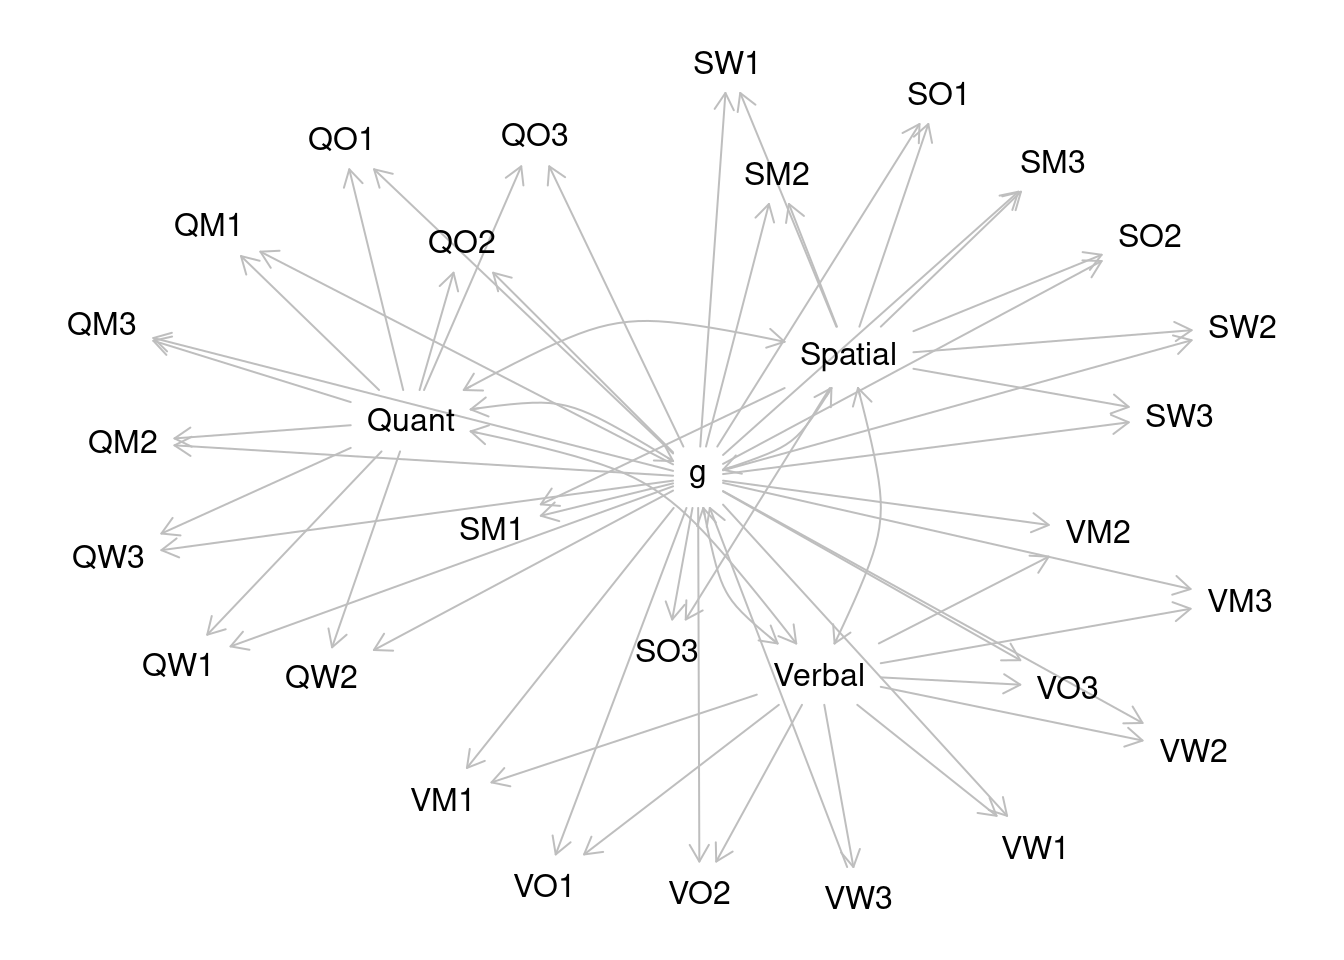 SW1
SO1
QO1
QO3
SM3
SM2
QM1
QO2
SO2
QM3
SW2
Spatial
Quant
SW3
QM2
g
SM1
VM2
QW3
VM3
SO3
QW1
QW2
Verbal
VO3
VW2
VM1
VW1
VO1
VO2
VW3